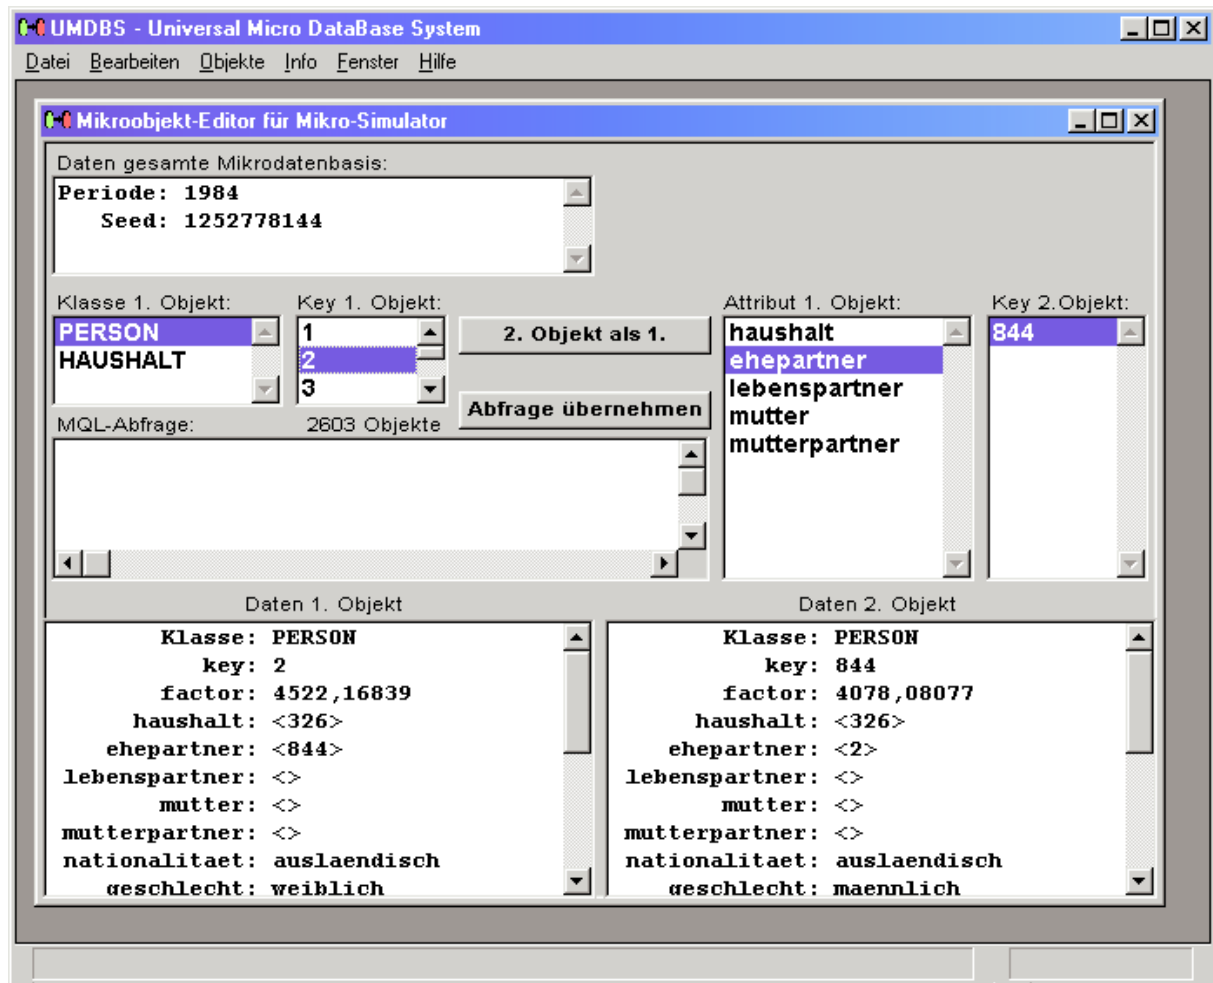 UMDBS - Universal Micro DataBase System
Datei Bearbeiten Objekte Info Fenster Hilfe
Mikroobjekt-Editor für Mikro-Simulator
Daten gesamte Mikrodatenbasis:
Periode: 1984
Seed: 1252778144
Klasse 1. Objekt:
PERSON
HAUSHALT
Key 1. Objekt:
1
2
3
2. Objekt als 1.
Abfrage übernehmen
Attribut 1. Objekt:
haushalt
ehepartner
lebenspartner
mutter
mutterpartner
Key 2.Objekt:
844
MQL-Abfrage:
2603 Objekte
Daten 1. Objekt
Klasse: PERSON
key: 2
factor: 4522,16839
haushalt: <326>
ehepartner: <844>
lebenspartner: <>
mutter: <>
mutterpartner: <>
nationalitaet: auslaendisch
geschlecht: weiblich
Daten 2. Objekt
Klasse: PERSON
key: 844
factor: 4078,08077
haushalt: <326>
ehepartner: <2>
lebenspartner: <>
mutter: <>
mutterpartner: <>
nationalitaet: auslaendisch
geschlecht: maennlich